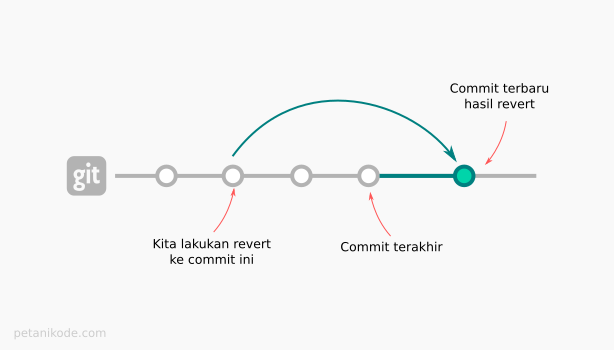 Commit terbaru
hasil revert
git
Kita lakukan revert
ke commit ini
Commit terakhir
petanikode.com